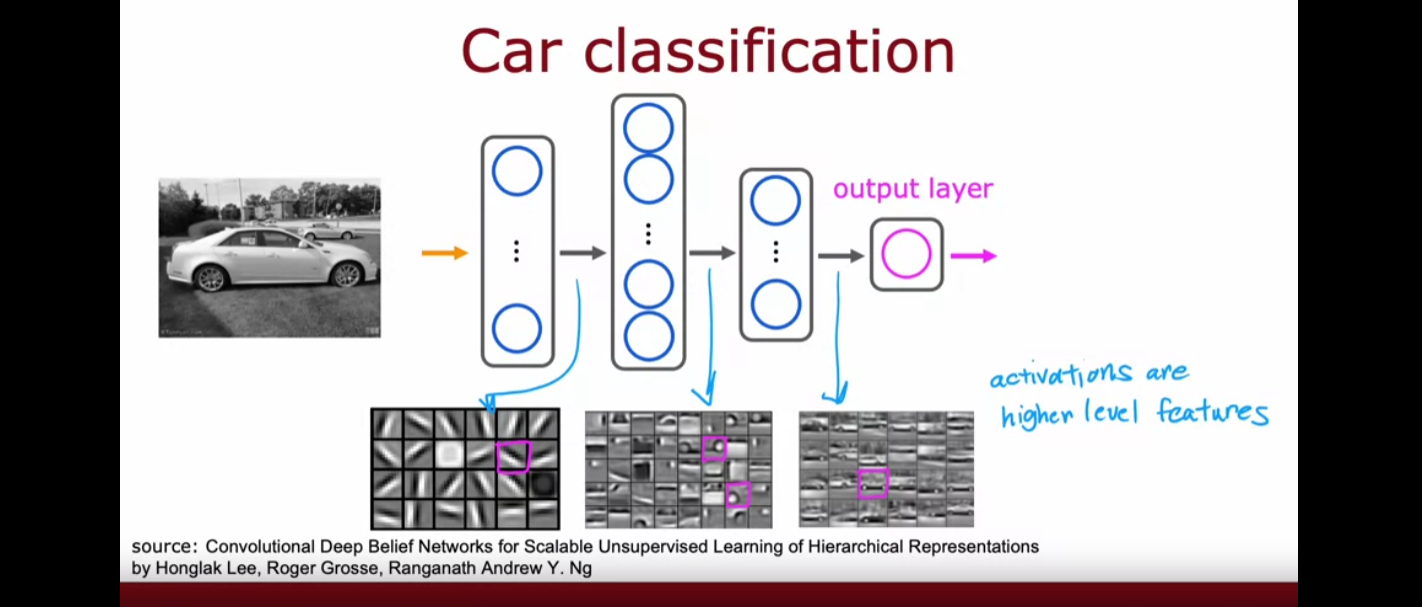 Car classification
output layer
activations are
higher level features
source: Convolutional Deep Belief Networks for Scalable Unsupervised Learning of Hierarchical Representations
by Honglak Lee, Roger Grosse, Ranganath Andrew Y. Ng